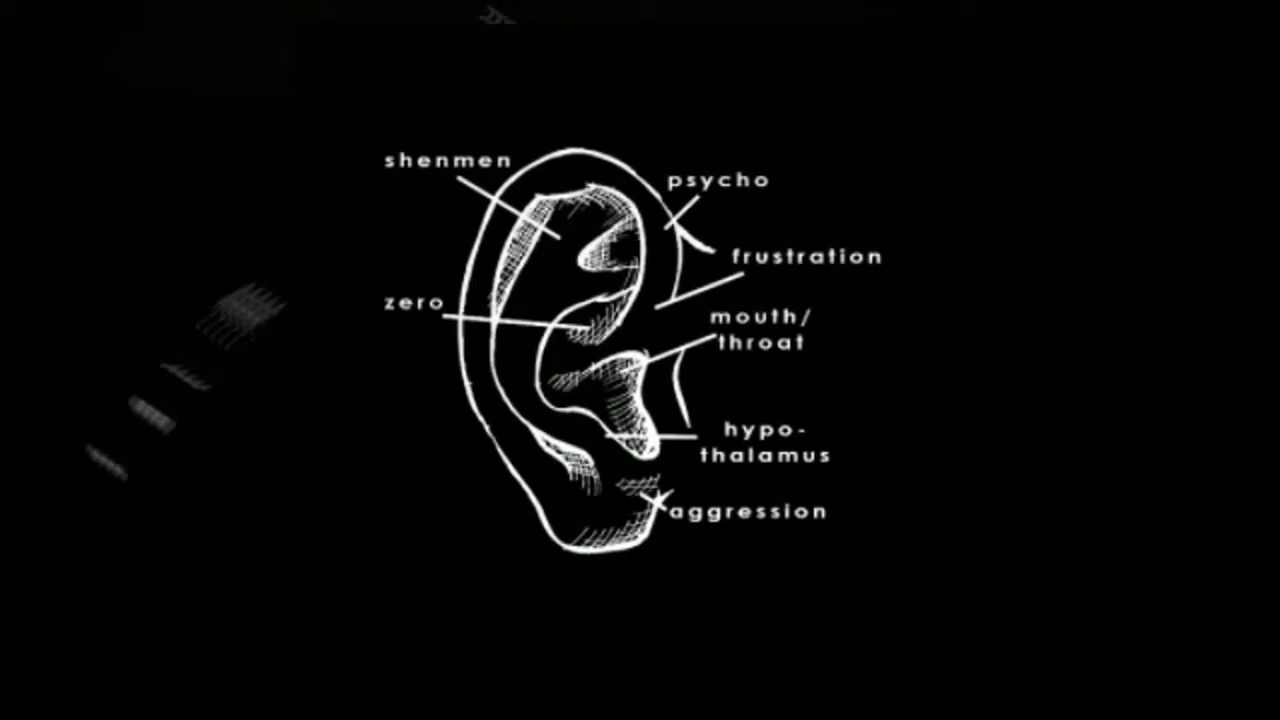 shenmen
psycho
frustration
zero
mouth/
throat
hypo-
thalamus
aggression